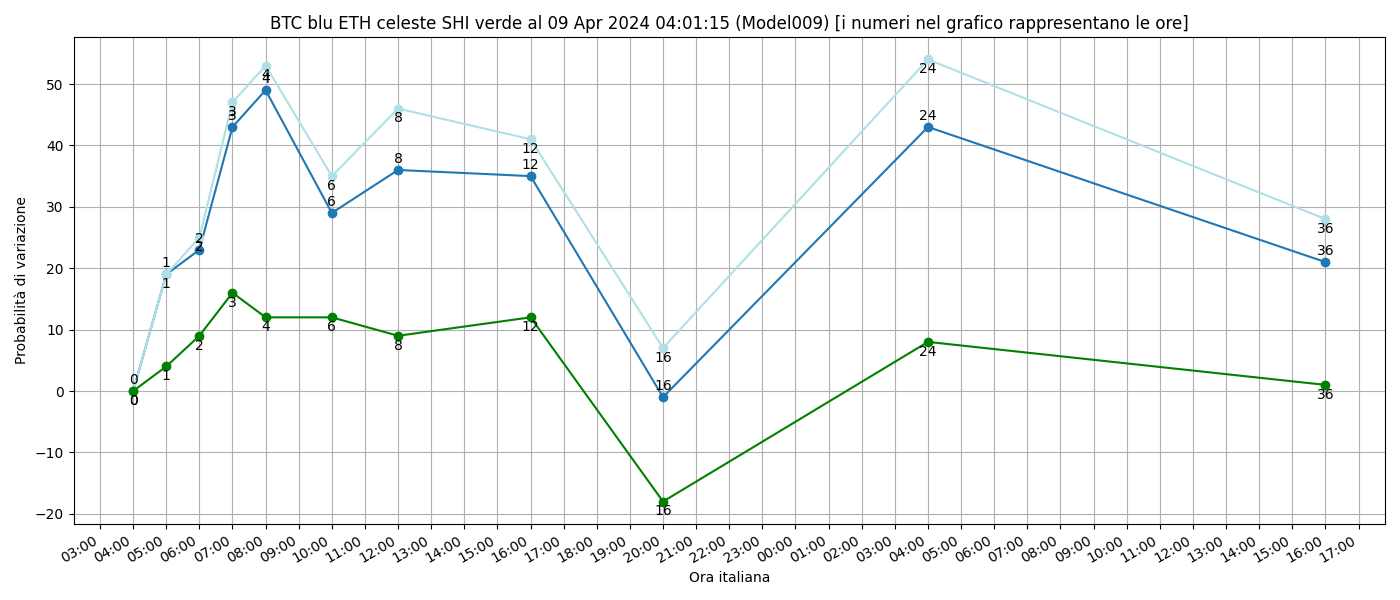 BTC blu ETH celeste SHI verde al 09 Apr 2024 04:01:15 (Model009) [i numeri nel grafico rappresentano le ore]
Probabilità di variazione
50
40
30
20
10
0
−10
−20
0 1 2 3 4 6 8 12 16 24 36
0 1 2 3 4 6 8 12 16 24 36
0 1 2 3 4 6 8 12 16 24 36
03:00 04:00 05:00 06:00 07:00 08:00 09:00 10:00 11:00 12:00 13:00 14:00 15:00 16:00 17:00 18:00 19:00 20:00 21:00 22:00 23:00 00:00 01:00 02:00 03:00 04:00 05:00 06:00 07:00 08:00 09:00 10:00 11:00 12:00 13:00 14:00 15:00 16:00 17:00
Ora italiana